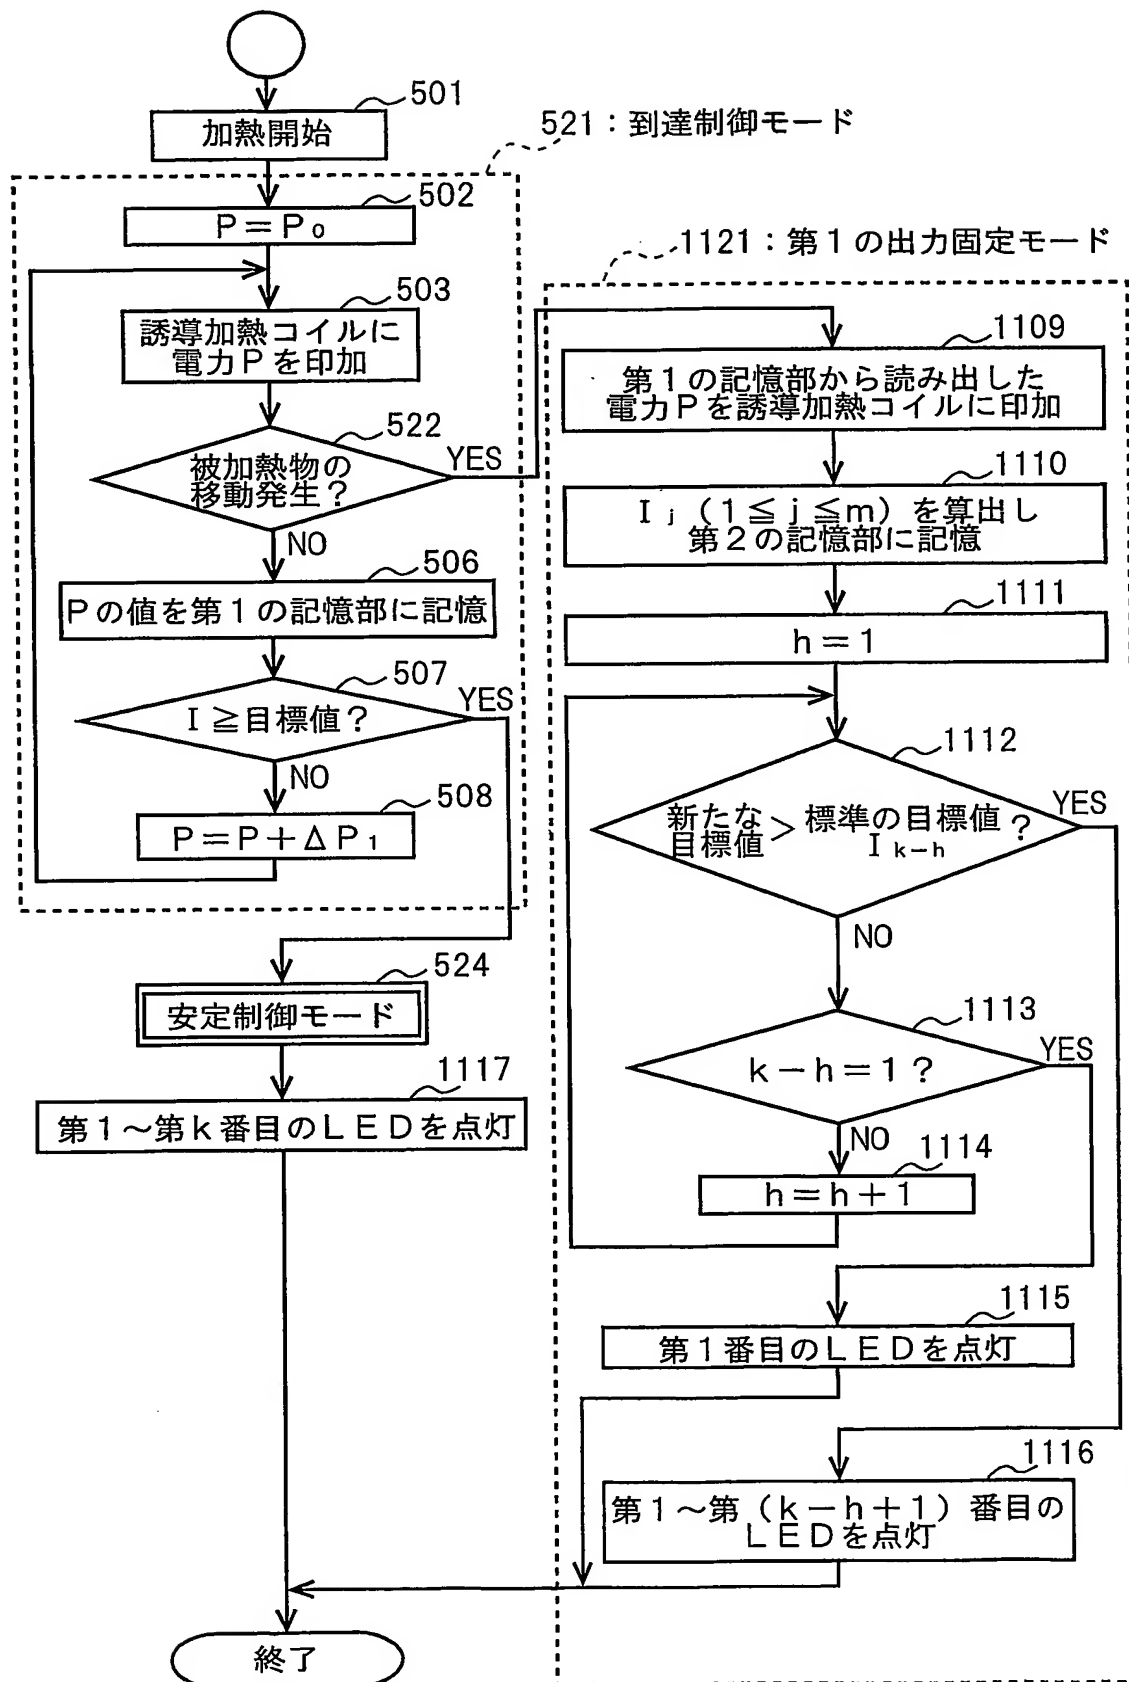 501
加熱開始
521：到達制御モード
502
P＝P₀
503
誘導加熱コイルに
電力Pを印加
522
被加熱物の
移動発生？
YES
NO
506
Pの値を第1の記憶部に記憶
507
I≧目標値？
YES
NO
508
P＝P＋ΔP₁
524
安定制御モード
1117
第1～第k番目のLEDを点灯
1121：第1の出力固定モード
1109
第1の記憶部から読み出した
電力Pを誘導加熱コイルに印加
1110
Iⱼ（1≦j≦m）を算出し
第2の記憶部に記憶
1111
h＝1
1112
新たな
目標値
＞
標準の目標値
Iₖ₋ₕ
？
YES
NO
1113
k－h＝1？
YES
NO
1114
h＝h＋1
1115
第1番目のLEDを点灯
1116
第1～第（k－h＋1）番目の
LEDを点灯
終了